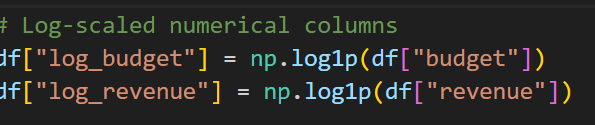 # Log-scaled numerical columns
df["log_budget"] = np.log1p(df["budget"])
df["log_revenue"] = np.log1p(df["revenue"])